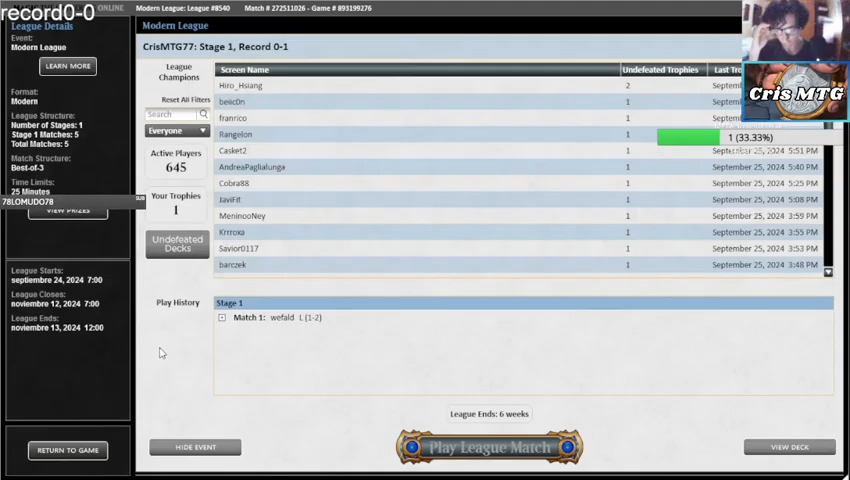 record0-0
ONLINE
Modern League: League #8540
Match # 272511026 - Game # 893199276
League Details
Event:
Modern League
LEARN MORE
Format:
Modern
League Structure:
Number of Stages: 1
Stage 1 Matches: 5
Total Matches: 5
Match Structure:
Best-of-3
Time Limits:
25 Minutes
78LOMUDO78
SUB
VIEW PRIZES
League Starts:
septiembre 24, 2024 7:00
League Closes:
noviembre 12, 2024 7:00
League Ends:
noviembre 13, 2024 12:00
RETURN TO GAME
Modern League
CrisMTG77: Stage 1, Record 0-1
League
Champions
Reset All Filters
Search
Everyone
Active Players
645
Your Trophies
1
Undefeated
Decks
Screen Name Undefeated Trophies Last Tro
Hiro_Hsiang 2 Septem
beiic0n 1 Septem
franrico 1 Septem
Rangelon 1
Casket2 1 September 25, 2024 5:51 PM
AndreaPaglialunga 1 September 25, 2024 5:40 PM
Cobra88 1 September 25, 2024 5:25 PM
JaviFit 1 September 25, 2024 5:08 PM
MeninooNey 1 September 25, 2024 3:59 PM
Krrroxa 1 September 25, 2024 3:55 PM
Savior0117 1 September 25, 2024 3:53 PM
barczek 1 September 25, 2024 3:48 PM
Cris MTG
1 (33.33%)
Play History
Stage 1
Match 1: wefald L (1-2)
League Ends: 6 weeks
HIDE EVENT
Play League Match
VIEW DECK